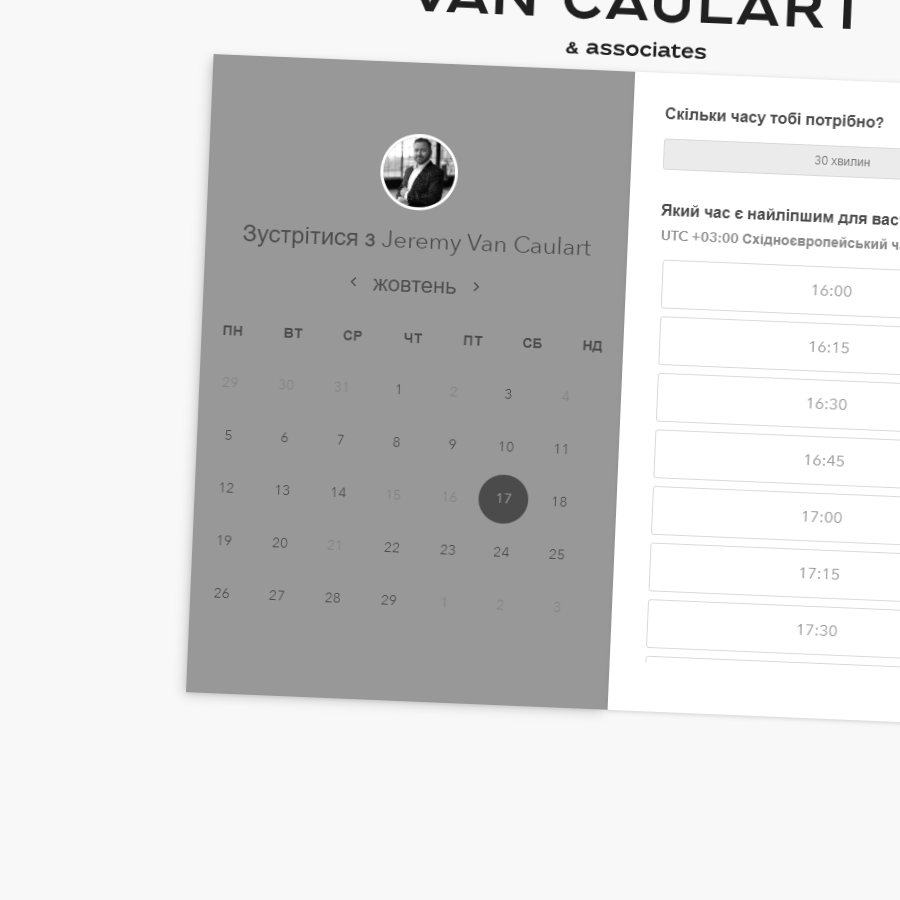 VAN CAULART
& associates
Зустрітися з Jeremy Van Caulart
‹ жовтень ›
ПН ВТ СР ЧТ ПТ СБ НД
29 30 31 1 2 3 4
5 6 7 8 9 10 11
12 13 14 15 16 17 18
19 20 21 22 23 24 25
26 27 28 29 1 2 3
Скільки часу тобі потрібно?
30 хвилин
Який час є найліпшим для вас
UTC +03:00 Східноєвропейський
16:00
16:15
16:30
16:45
17:00
17:15
17:30